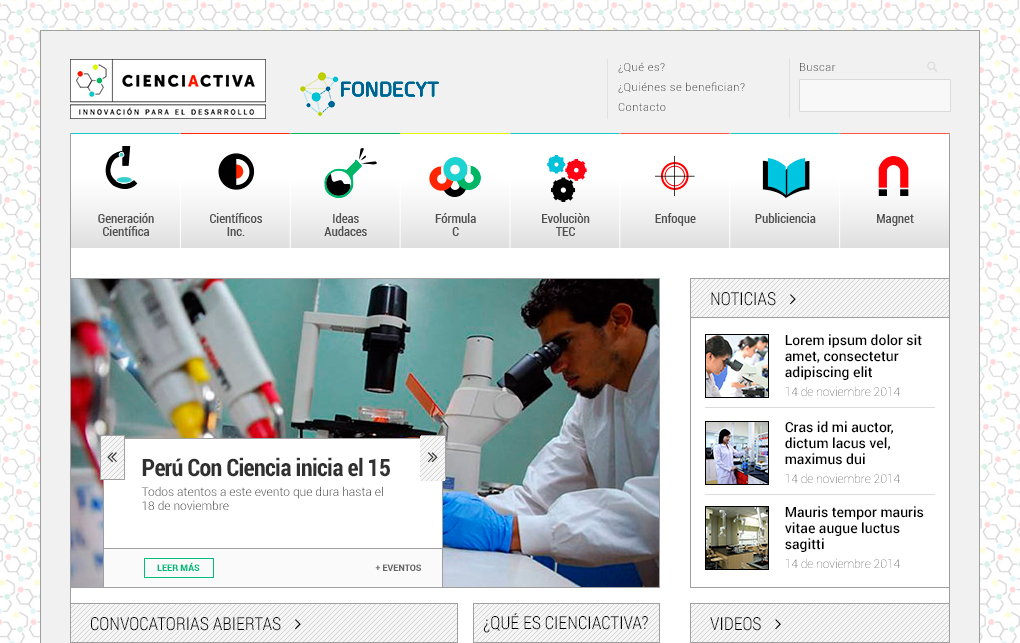 CIENCIACTIVA
INNOVACIÓN PARA EL DESARROLLO
FONDECYT
¿Qué es?
¿Quiénes se benefician?
Contacto
Buscar
Generación
Científica
Científicos
Inc.
Ideas
Audaces
Fórmula
C
Evoluciòn
TEC
Enfoque
Publiciencia
Magnet
«
»
Perú Con Ciencia inicia el 15
Todos atentos a este evento que dura hasta el
18 de noviembre
LEER MÁS
+ EVENTOS
NOTICIAS >
Lorem ipsum dolor sit
amet, consectetur
adipiscing elit
14 de noviembre 2014
Cras id mi auctor,
dictum lacus vel,
maximus dui
14 de noviembre 2014
Mauris tempor mauris
vitae augue luctus
sagitti
14 de noviembre 2014
CONVOCATORIAS ABIERTAS >
¿QUÉ ES CIENCIACTIVA?
VIDEOS >